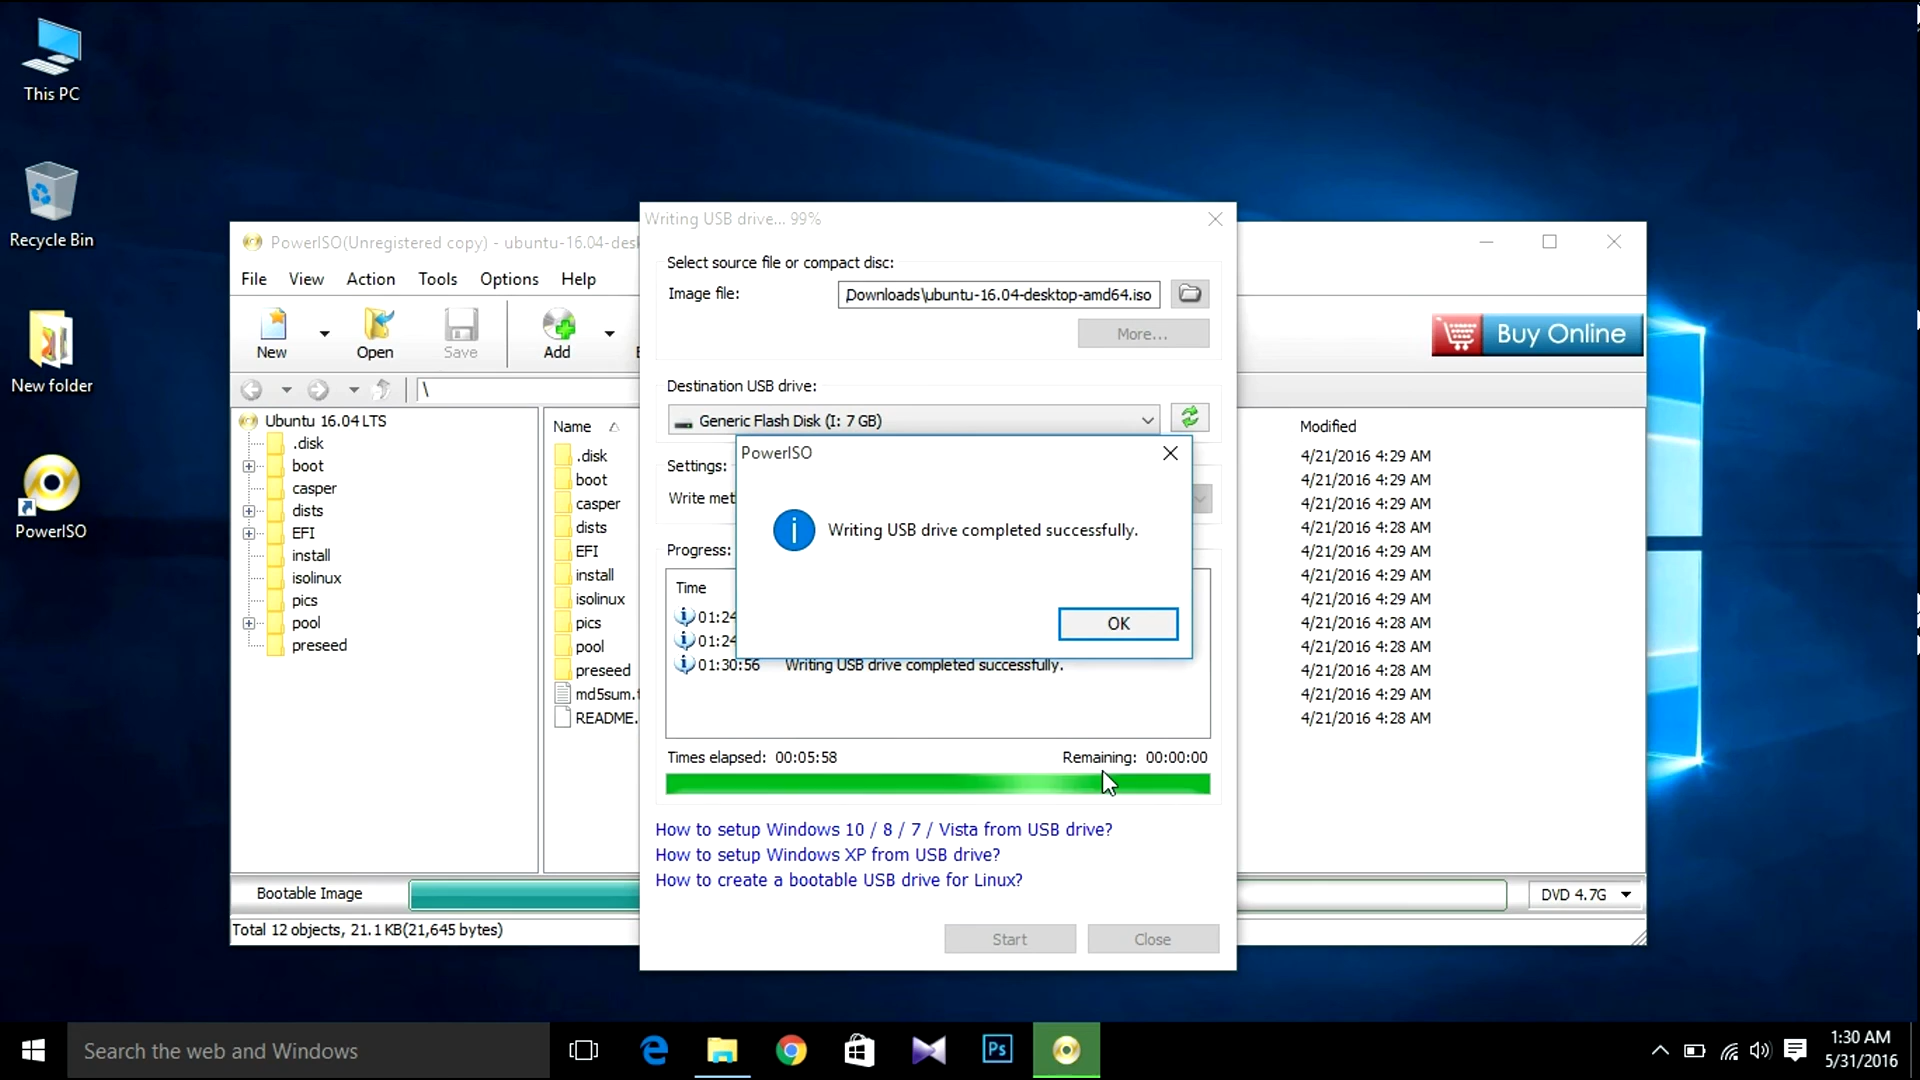 This PC
Recycle Bin
New folder
PowerISO
PowerISO(Unregistered copy) - ubuntu-16.04-des
File View Action Tools Options Help
New
Open
Save
Add
Buy Online
\
Ubuntu 16.04 LTS
.disk
boot
casper
dists
EFI
install
isolinux
pics
pool
preseed
Name
.disk
boot
casper
dists
EFI
install
isolinux
pics
pool
preseed
md5sum.
README.
Modified
4/21/2016 4:29 AM
4/21/2016 4:29 AM
4/21/2016 4:29 AM
4/21/2016 4:28 AM
4/21/2016 4:29 AM
4/21/2016 4:29 AM
4/21/2016 4:29 AM
4/21/2016 4:28 AM
4/21/2016 4:28 AM
4/21/2016 4:28 AM
4/21/2016 4:29 AM
4/21/2016 4:28 AM
Bootable Image
DVD 4.7G
Total 12 objects, 21.1 KB(21,645 bytes)
Writing USB drive... 99%
Select source file or compact disc:
Image file: Downloads\ubuntu-16.04-desktop-amd64.iso
More...
Destination USB drive:
Generic Flash Disk (I: 7 GB)
Settings:
Write met
Progress:
Time
01:24
01:24
01:30:56 Writing USB drive completed successfully.
Times elapsed: 00:05:58 Remaining: 00:00:00
How to setup Windows 10 / 8 / 7 / Vista from USB drive?
How to setup Windows XP from USB drive?
How to create a bootable USB drive for Linux?
Start Close
PowerISO
Writing USB drive completed successfully.
OK
Search the web and Windows
Ps
1:30 AM
5/31/2016